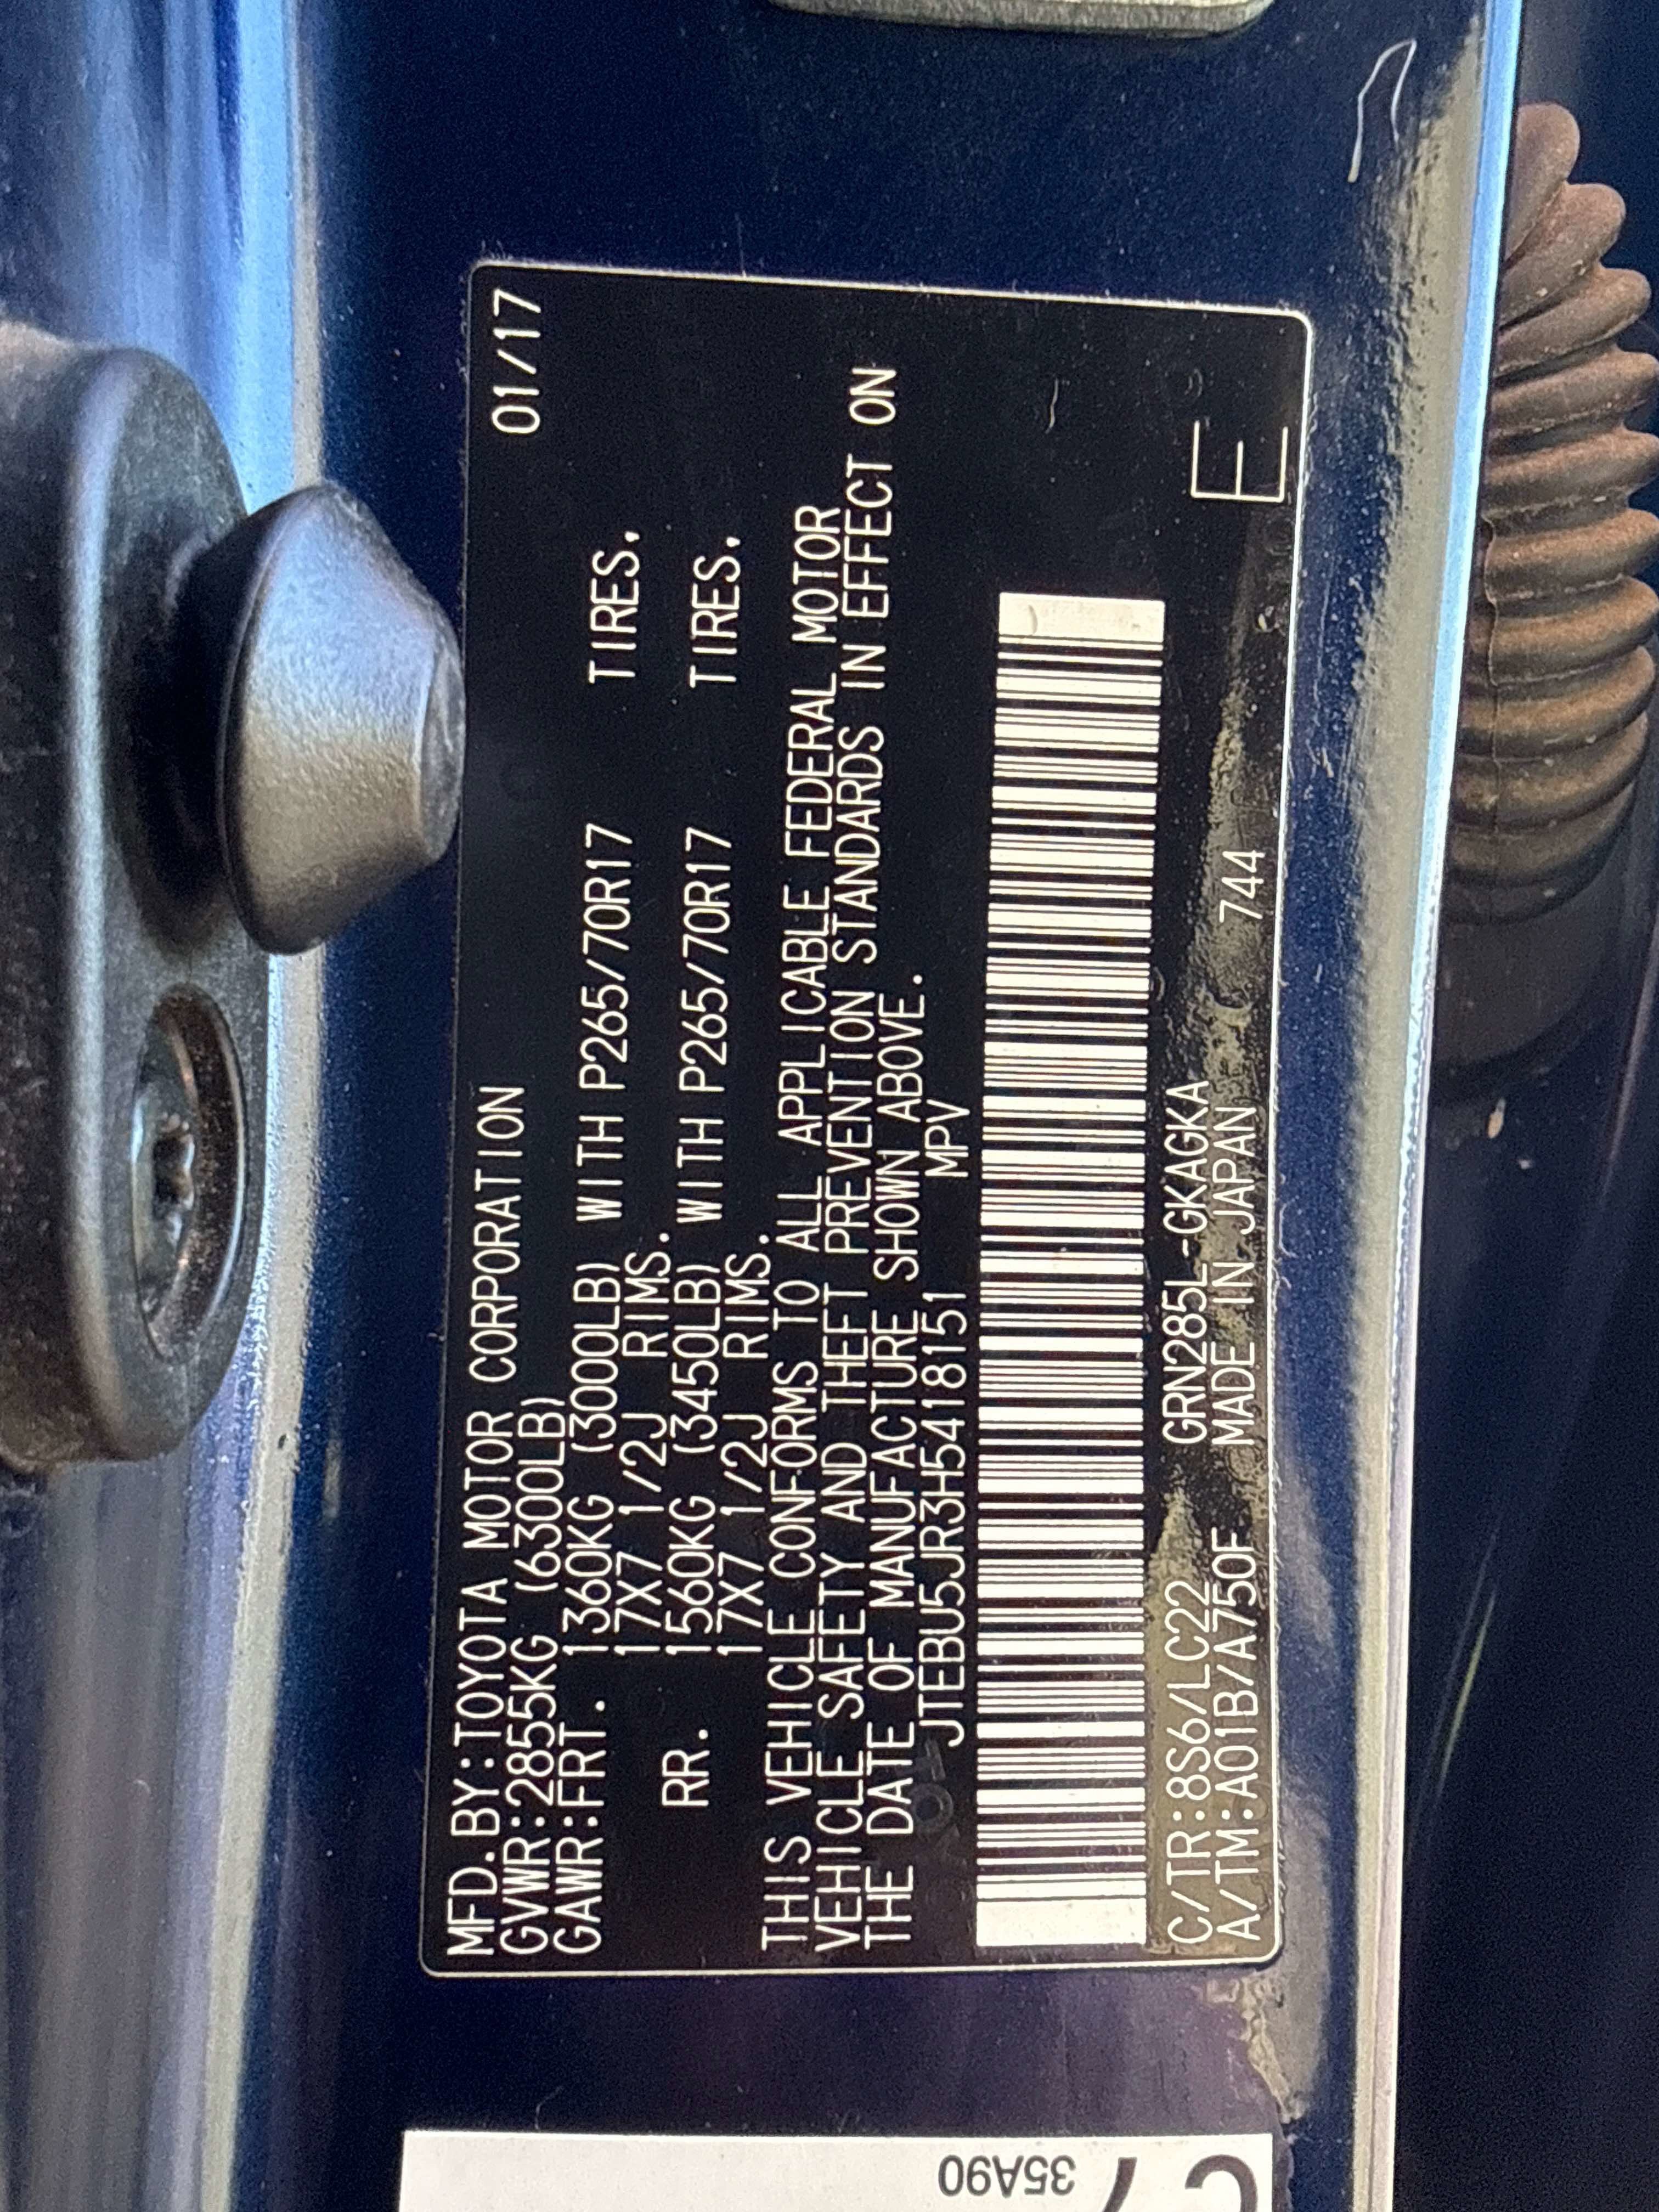 MFD.BY:TOYOTA MOTOR CORPORATION 01/17
GVWR:2855KG (6300LB)
GAWR:FRT. 1360KG (3000LB) WITH P265/70R17 TIRES,
17X7 1/2J RIMS.
RR. 1560KG (3450LB) WITH P265/70R17 TIRES,
17X7 1/2J RIMS.
THIS VEHICLE CONFORMS TO ALL APPLICABLE FEDERAL MOTOR
VEHICLE SAFETY AND THEFT PREVENTION STANDARDS IN EFFECT ON
THE DATE OF MANUFACTURE SHOWN ABOVE.
JTEBU5JR3H5418151 MPV
C/TR:8S6/LC22 GRN285L-GKAGKA
A/TM:A01B/A750F MADE IN JAPAN 744
E
35A90